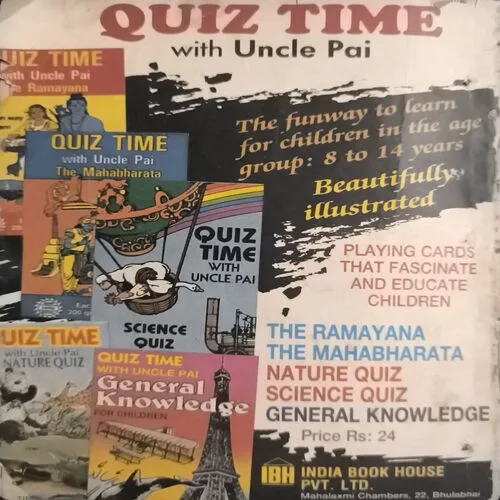 QUIZ TIME
with Uncle Pai
UIZ TIME
with Uncle Pai
Ramayana
QUIZ TIME
with Uncle Pai
The Mahabharata
The funway to learn
for children in the age
group: 8 to 14 years
Beautifully
illustrated
QUIZ
TIME
WITH
UNCLE PAI
SCIENCE
QUIZ
PLAYING CARDS
THAT FASCINATE
AND EDUCATE
CHILDREN
UIZ TIME
with Uncle Pai
NATURE QUIZ
QUIZ TIME
WITH UNCLE PAI
General
Knowledge
FOR CHILDREN
THE RAMAYANA
THE MAHABHARATA
NATURE QUIZ
SCIENCE QUIZ
GENERAL KNOWLEDGE
Price Rs: 24
IBH INDIA BOOK HOUSE
PVT. LTD.
Mahalaxmi Chambers, 22, Bhulabhai